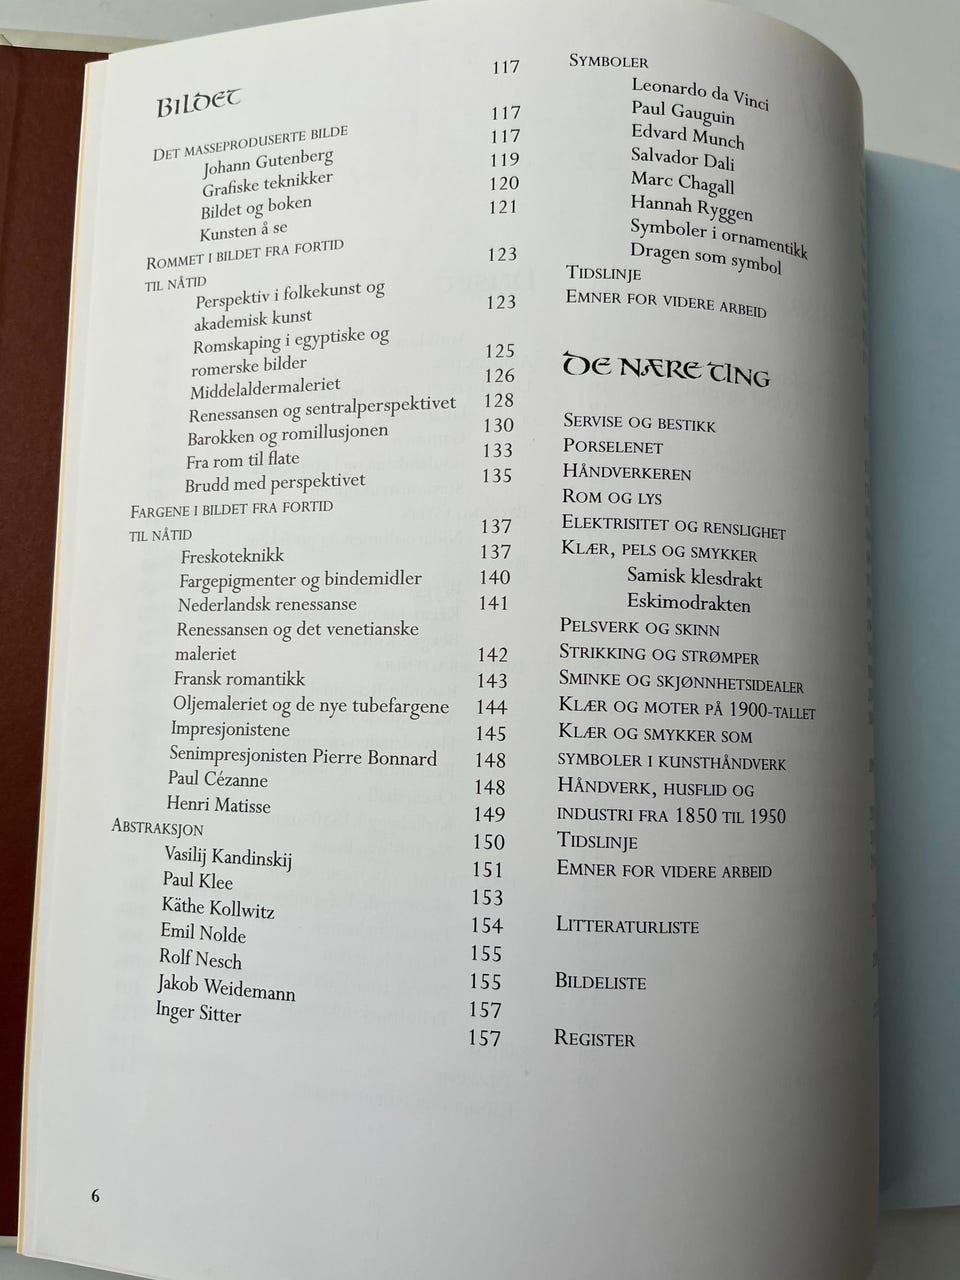 Bildet 117
Det masseproduserte bilde 117
Johann Gutenberg 117
Grafiske teknikker 119
Bildet og boken 120
Kunsten å se 121
Rommet i bildet fra fortid
til nåtid 123
Perspektiv i folkekunst og
akademisk kunst 123
Romskaping i egyptiske og
romerske bilder 125
Middelaldermaleriet 126
Renessansen og sentralperspektivet 128
Barokken og romillusjonen 130
Fra rom til flate 133
Brudd med perspektivet 135
Fargene i bildet fra fortid
til nåtid 137
Freskoteknikk 137
Fargepigmenter og bindemidler 140
Nederlandsk renessanse 141
Renessansen og det venetianske
maleriet 142
Fransk romantikk 143
Oljemaleriet og de nye tubefargene 144
Impresjonistene 145
Senimpresjonisten Pierre Bonnard 148
Paul Cézanne 148
Henri Matisse 149
Abstraksjon 150
Vasilij Kandinskij 151
Paul Klee 153
Käthe Kollwitz 154
Emil Nolde 155
Rolf Nesch 155
Jakob Weidemann 157
Inger Sitter 157
Symboler
Leonardo da Vinci
Paul Gauguin
Edvard Munch
Salvador Dali
Marc Chagall
Hannah Ryggen
Symboler i ornamentikk
Dragen som symbol
Tidslinje
Emner for videre arbeid
De nære ting
Servise og bestikk
Porselenet
Håndverkeren
Rom og lys
Elektrisitet og renslighet
Klær, pels og smykker
Samisk klesdrakt
Eskimodrakten
Pelsverk og skinn
Strikking og strømper
Sminke og skjønnhetsidealer
Klær og moter på 1900-tallet
Klær og smykker som
symboler i kunsthåndverk
Håndverk, husflid og
industri fra 1850 til 1950
Tidslinje
Emner for videre arbeid
Litteraturliste
Bildeliste
Register
6